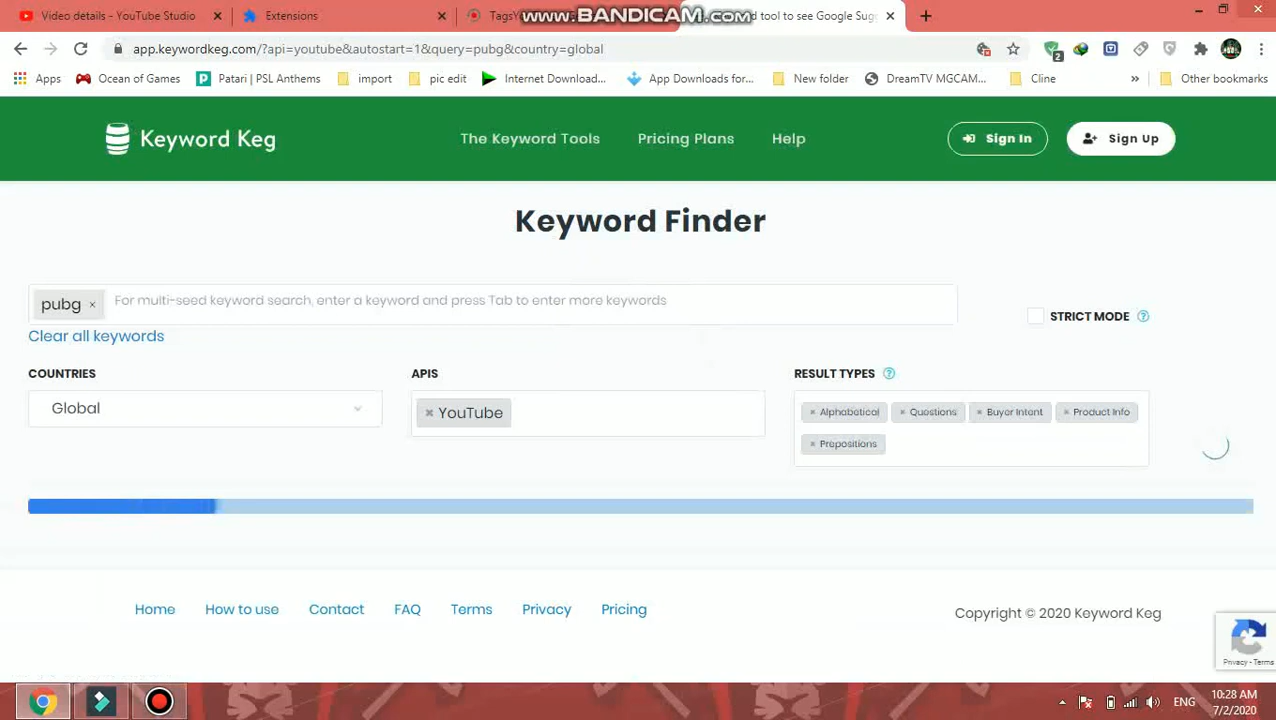 Video details - YouTube Studio
Extensions
www.BANDICAM.com
d tool to see Google Sug
app.keywordkeg.com/?api=youtube&autostart=1&query=pubg&country=global
2
Apps
Ocean of Games
Patari | PSL Anthems
import
pic edit
Internet Download...
App Downloads for...
New folder
DreamTV MGCAM...
Cline
»
Other bookmarks
Keyword Keg
The Keyword Tools
Pricing Plans
Help
Sign In
Sign Up
Keyword Finder
pubg ×
For multi-seed keyword search, enter a keyword and press Tab to enter more keywords
STRICT MODE ?
Clear all keywords
COUNTRIES
APIS
RESULT TYPES ?
Global
× YouTube
× Alphabetical
× Questions
× Buyer Intent
× Product Info
× Prepositions
Home
How to use
Contact
FAQ
Terms
Privacy
Pricing
Copyright © 2020 Keyword Keg
Privacy - Terms
ENG
10:28 AM
7/2/2020